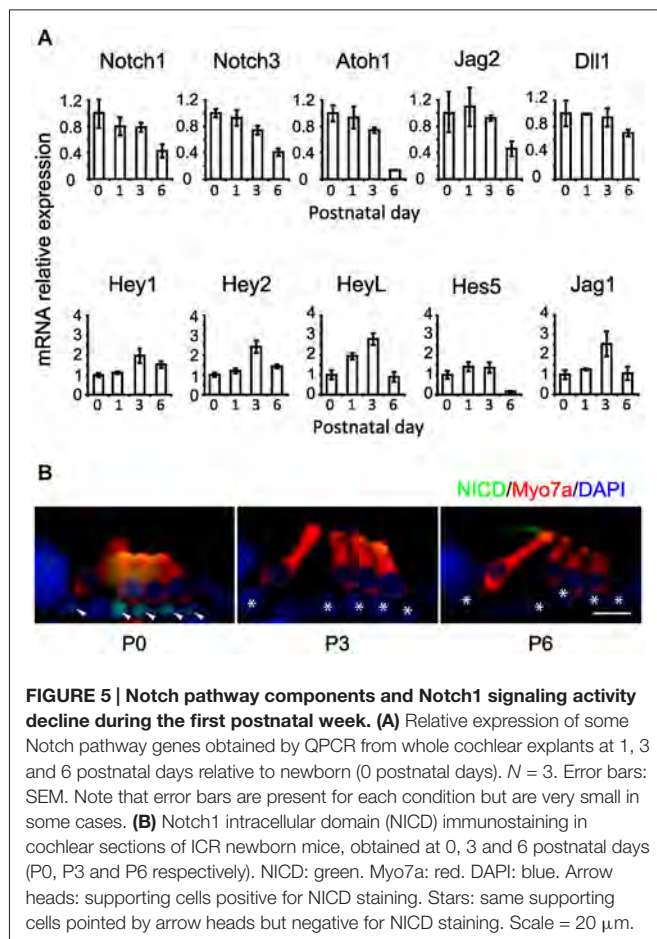 A
Notch1 Notch3 Atoh1 Jag2 Dll1
1.2 1.2 1.2 1.2 1.2
0.8 0.8 0.8 0.8 0.8
0.4 0.4 0.4 0.4 0.4
0 0 0 0 0
0 1 3 6 0 1 3 6 0 1 3 6 0 1 3 6 0 1 3 6
Postnatal day
mRNA relative expression
Hey1 Hey2 HeyL Hes5 Jag1
4 4 4 4 4
3 3 3 3 3
2 2 2 2 2
1 1 1 1 1
0 0 0 0 0
0 1 3 6 0 1 3 6 0 1 3 6 0 1 3 6 0 1 3 6
Postnatal day
B
NICD/Myo7a/DAPI
* * * * * * * * * *
P0 P3 P6
FIGURE 5 | Notch pathway components and Notch1 signaling activity
decline during the first postnatal week. (A) Relative expression of some
Notch pathway genes obtained by QPCR from whole cochlear explants at 1, 3
and 6 postnatal days relative to newborn (0 postnatal days). N = 3. Error bars:
SEM. Note that error bars are present for each condition but are very small in
some cases. (B) Notch1 intracellular domain (NICD) immunostaining in
cochlear sections of ICR newborn mice, obtained at 0, 3 and 6 postnatal days
(P0, P3 and P6 respectively). NICD: green. Myo7a: red. DAPI: blue. Arrow
heads: supporting cells positive for NICD staining. Stars: same supporting
cells pointed by arrow heads but negative for NICD staining. Scale = 20 μm.